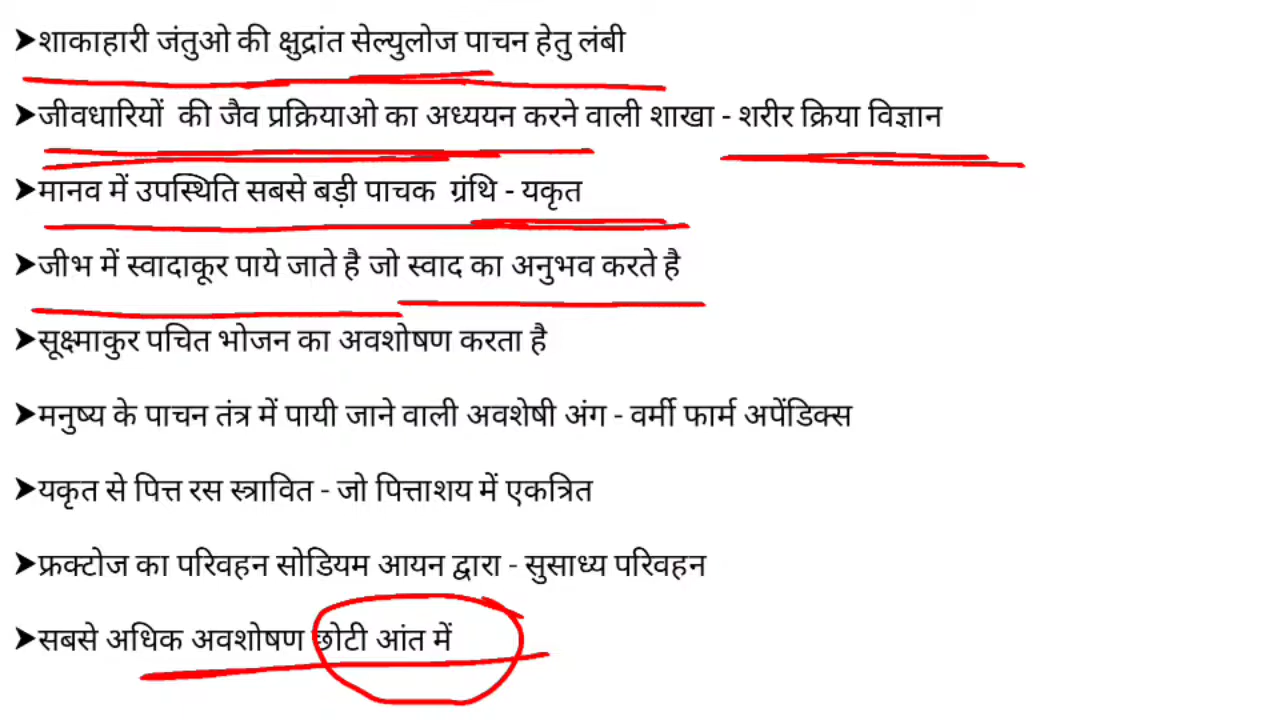 ➤शाकाहारी जंतुओ की क्षुद्रांत सेल्युलोज पाचन हेतु लंबी
➤जीवधारियों की जैव प्रक्रियाओ का अध्ययन करने वाली शाखा - शरीर क्रिया विज्ञान
➤मानव में उपस्थिति सबसे बड़ी पाचक ग्रंथि - यकृत
➤जीभ में स्वादाकूर पाये जाते है जो स्वाद का अनुभव करते है
➤सूक्ष्माकुर पचित भोजन का अवशोषण करता है
➤मनुष्य के पाचन तंत्र में पायी जाने वाली अवशेषी अंग - वर्मी फार्म अपेंडिक्स
➤यकृत से पित्त रस स्त्रावित - जो पित्ताशय में एकत्रित
➤फ्रक्टोज का परिवहन सोडियम आयन द्वारा - सुसाध्य परिवहन
➤सबसे अधिक अवशोषण छोटी आंत में